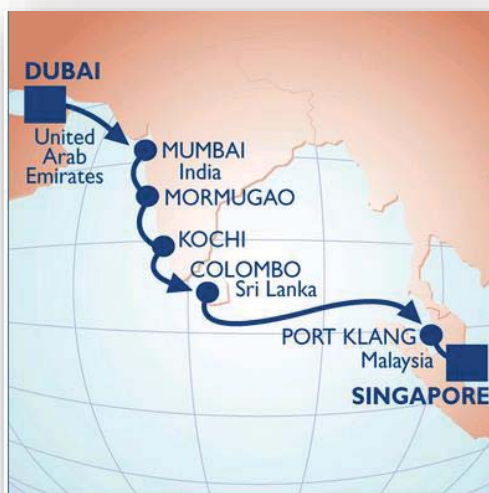 DUBAI
United
Arab
Emirates
MUMBAI
India
MORMUGAO
KOCHI
COLOMBO
Sri Lanka
PORT KLANG
Malaysia
SINGAPORE